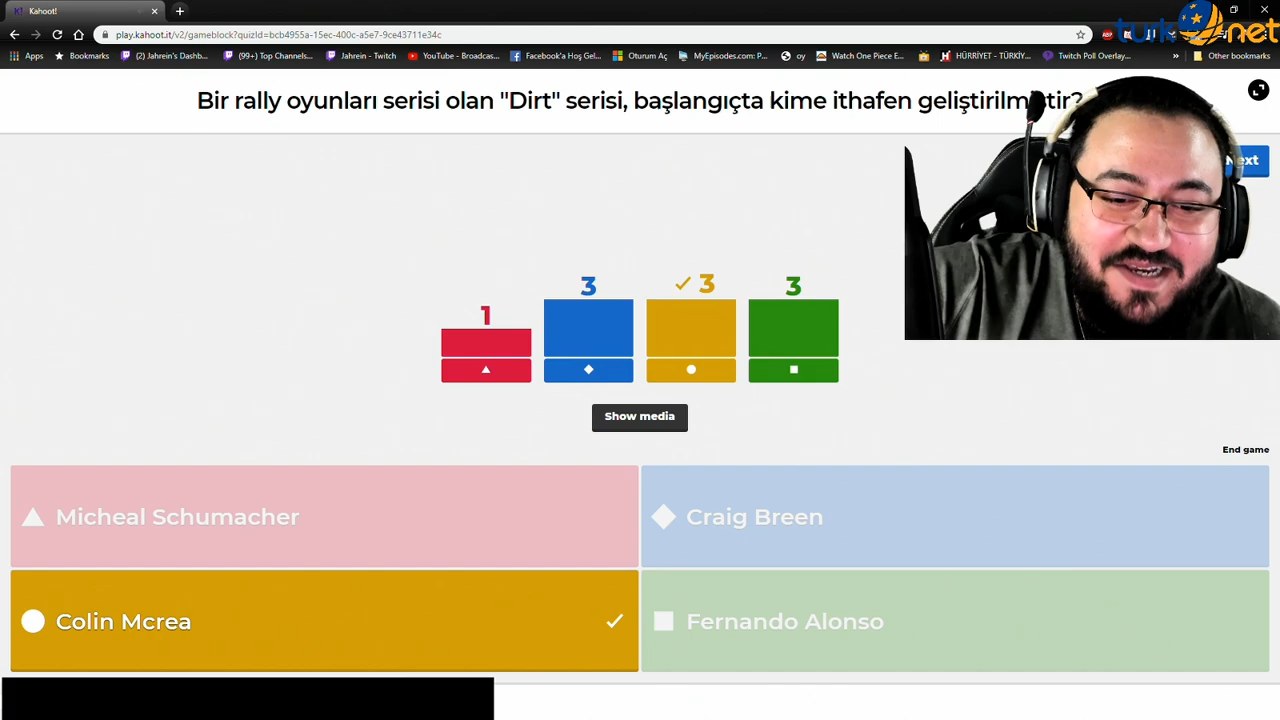 Kahoot!
play.kahoot.it/v2/gameblock?quizId=bcb4955a-15ec-400c-a5e7-9ce43711e34c
Apps
Bookmarks
(2) Jahrein's Dashb...
(99+) Top Channels...
Jahrein - Twitch
YouTube - Broadcas...
Facebook'a Hoş Gel...
Oturum Aç
MyEpisodes.com: P...
oy
Watch One Piece E...
HÜRRİYET - TÜRKİY...
Twitch Poll Overlay...
»
Other bookmarks
turk net
Bir rally oyunları serisi olan "Dirt" serisi, başlangıçta kime ithafen geliştirilmiştir?
Next
1
3
3
3
Show media
End game
Micheal Schumacher
Craig Breen
Colin Mcrea
Fernando Alonso